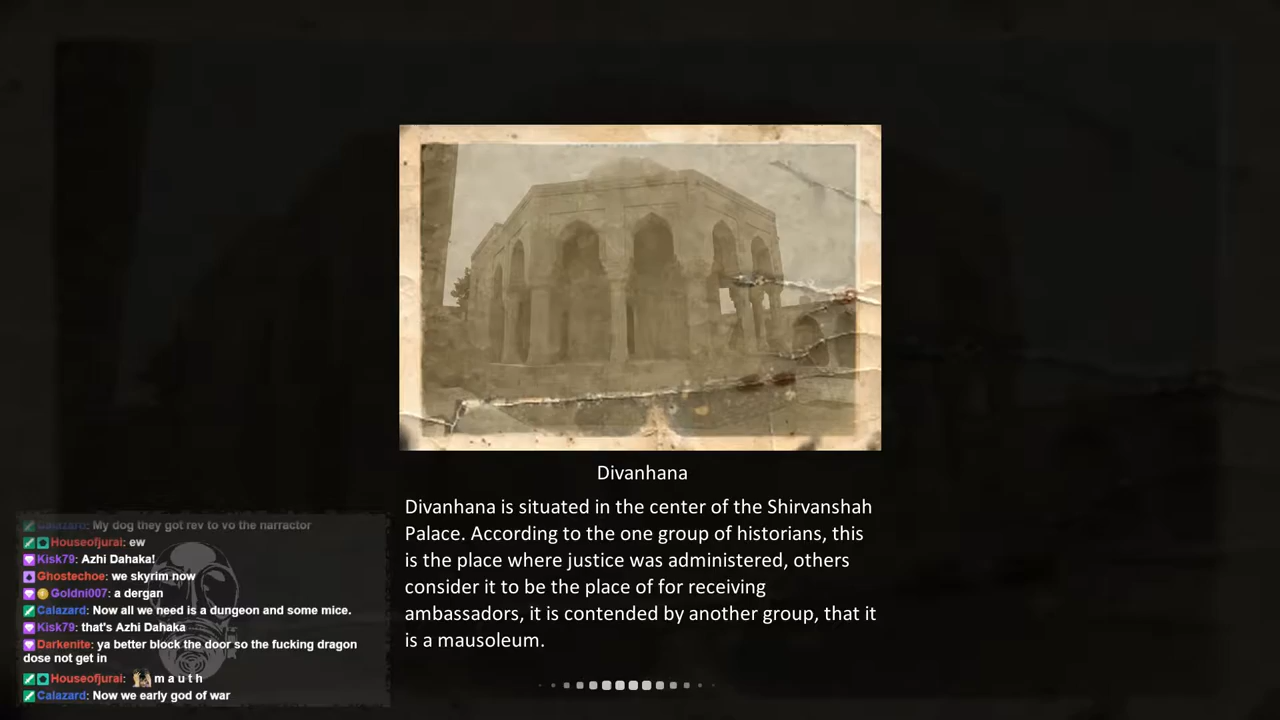 Divanhana
Divanhana is situated in the center of the Shirvanshah
Palace. According to the one group of historians, this
is the place where justice was administered, others
consider it to be the place of for receiving
ambassadors, it is contended by another group, that it
is a mausoleum.
Calazard: My dog they got rev to vo the narractor
Houseofjurai: ew
Kisk79: Azhi Dahaka!
Ghostechoe: we skyrim now
Goldni007: a dergan
Calazard: Now all we need is a dungeon and some mice.
Kisk79: that's Azhi Dahaka
Darkenite: ya better block the door so the fucking dragon
dose not get in
Houseofjurai: m a u t h
Calazard: Now we early god of war